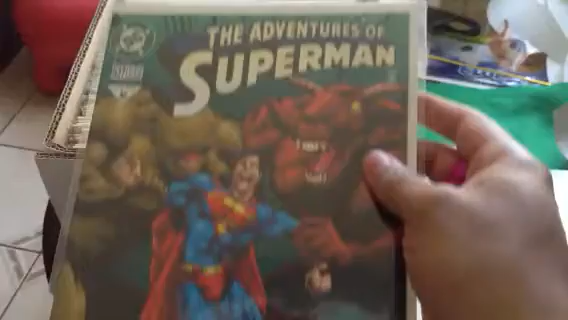 DC
THE ADVENTURES OF
SUPERMAN